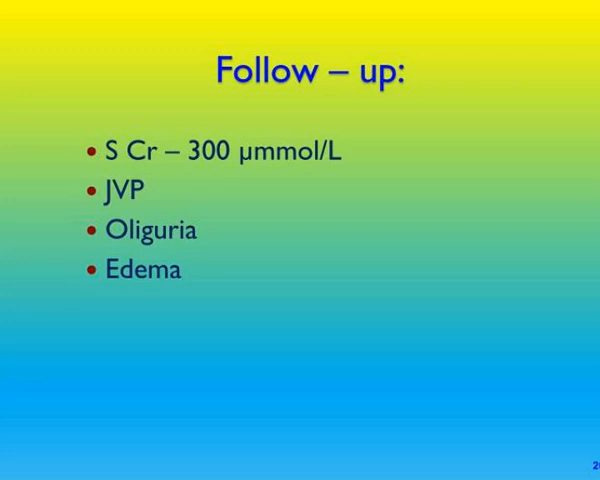 Follow – up:
• S Cr – 300 µmmol/L
• JVP
• Oliguria
• Edema